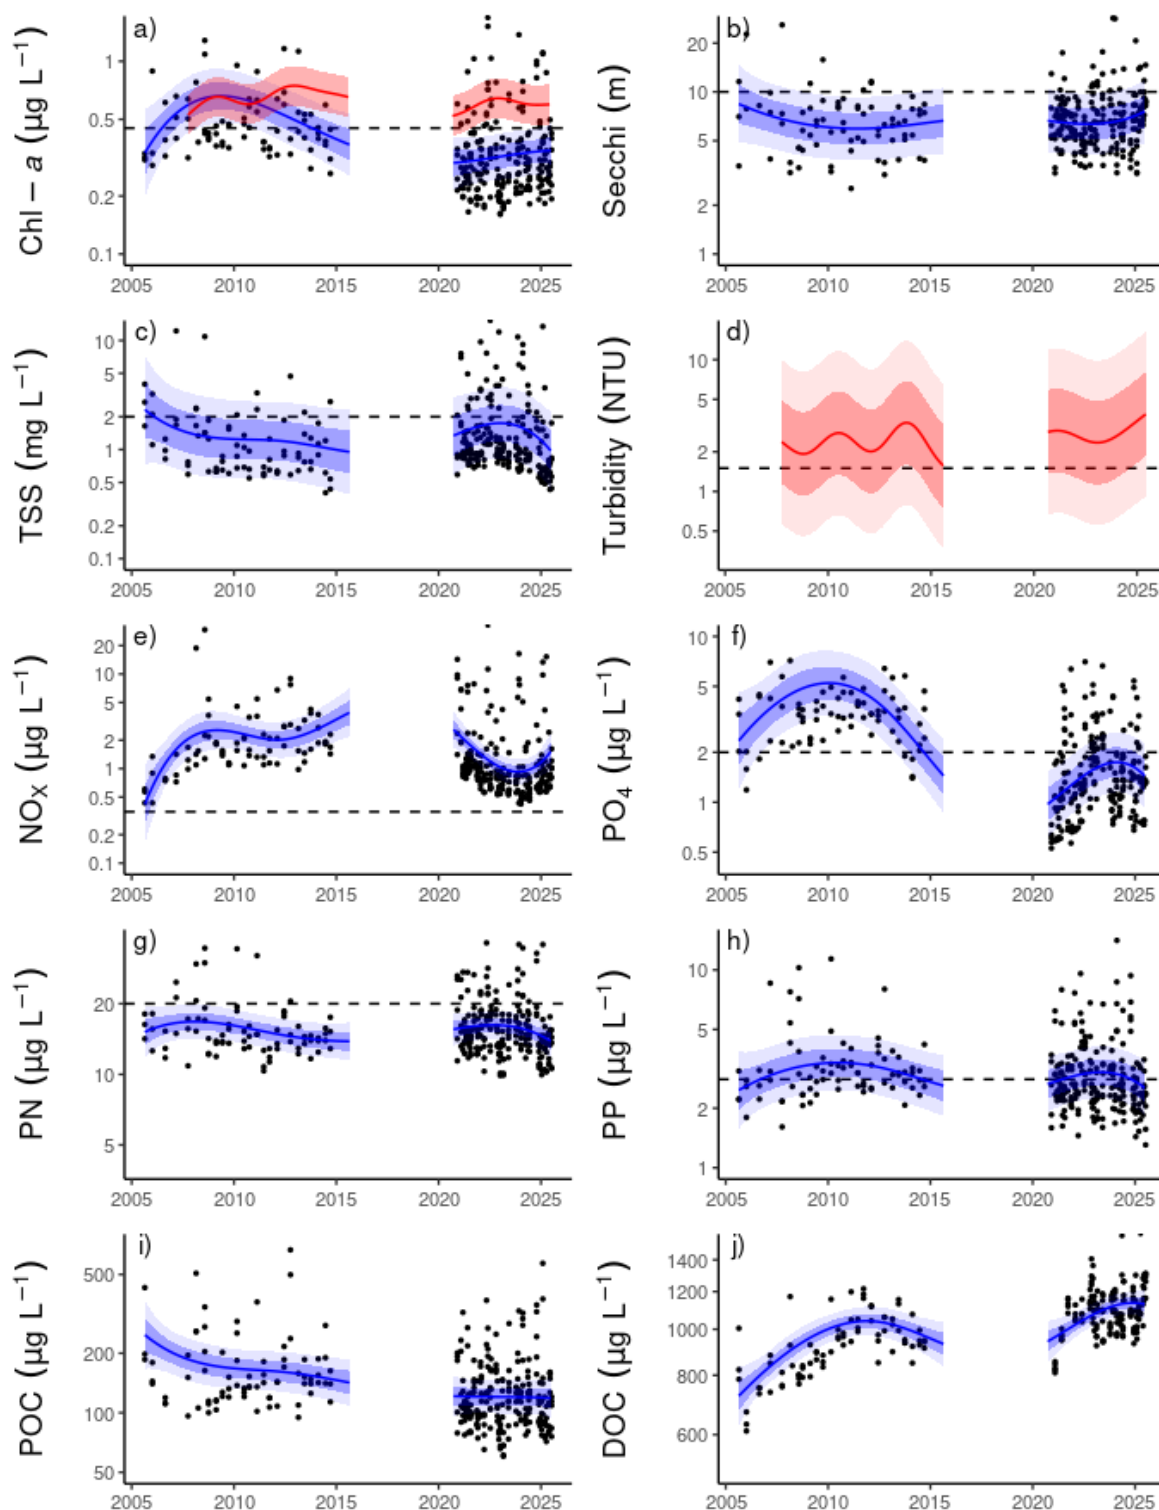 a)
Chl − a (µg L−1)
1
0.5
0.2
0.1
2005 2010 2015 2020 2025
b)
Secchi (m)
20
10
5
2
1
2005 2010 2015 2020 2025
c)
TSS (mg L−1)
10
5
2
1
0.5
0.2
0.1
2005 2010 2015 2020 2025
d)
Turbidity (NTU)
10
5
2
1
0.5
2005 2010 2015 2020 2025
e)
NOX (µg L−1)
20
10
5
2
1
0.5
0.2
0.1
2005 2010 2015 2020 2025
f)
PO4 (µg L−1)
10
5
2
1
0.5
2005 2010 2015 2020 2025
g)
PN (µg L−1)
20
10
5
2005 2010 2015 2020 2025
h)
PP (µg L−1)
10
5
2
1
2005 2010 2015 2020 2025
i)
POC (µg L−1)
500
200
100
50
2005 2010 2015 2020 2025
j)
DOC (µg L−1)
1400
1200
1000
800
600
2005 2010 2015 2020 2025